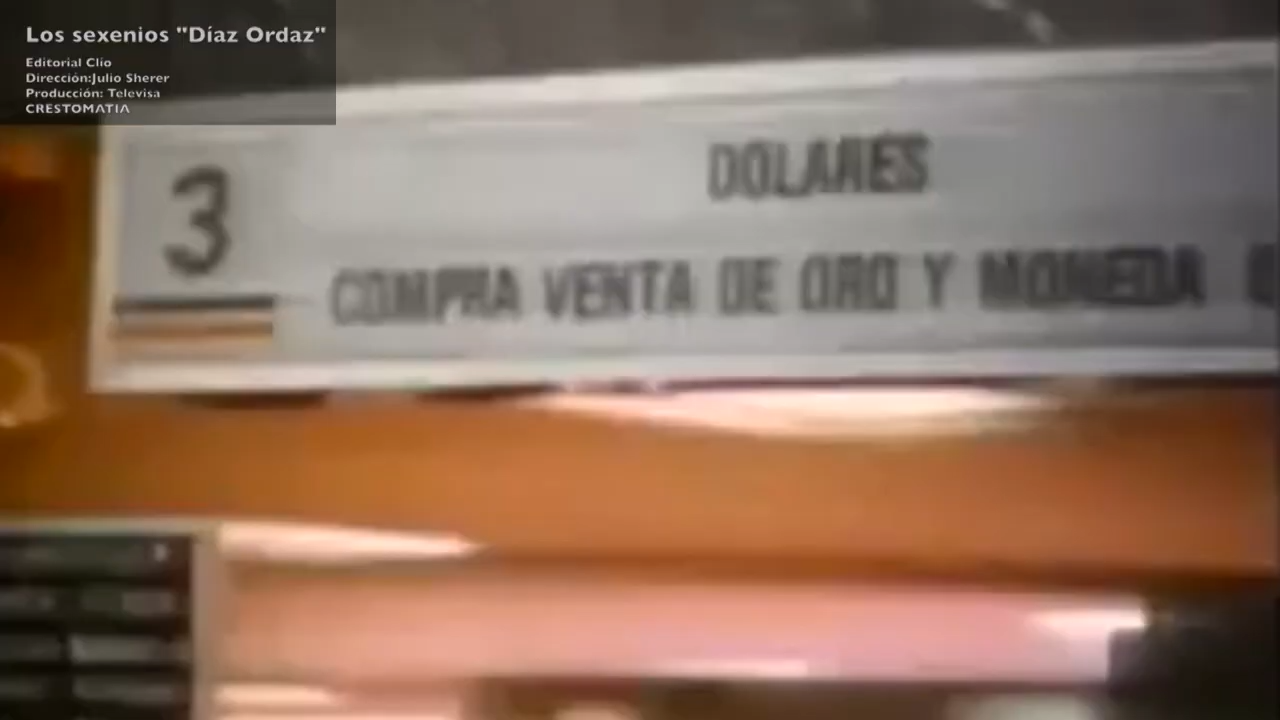 Los sexenios "Díaz Ordaz"
Editorial Clio
Dirección:Julio Sherer
Producción: Televisa
CRESTOMATIA
3
DOLARES
COMPRA VENTA DE ORO Y MONEDA